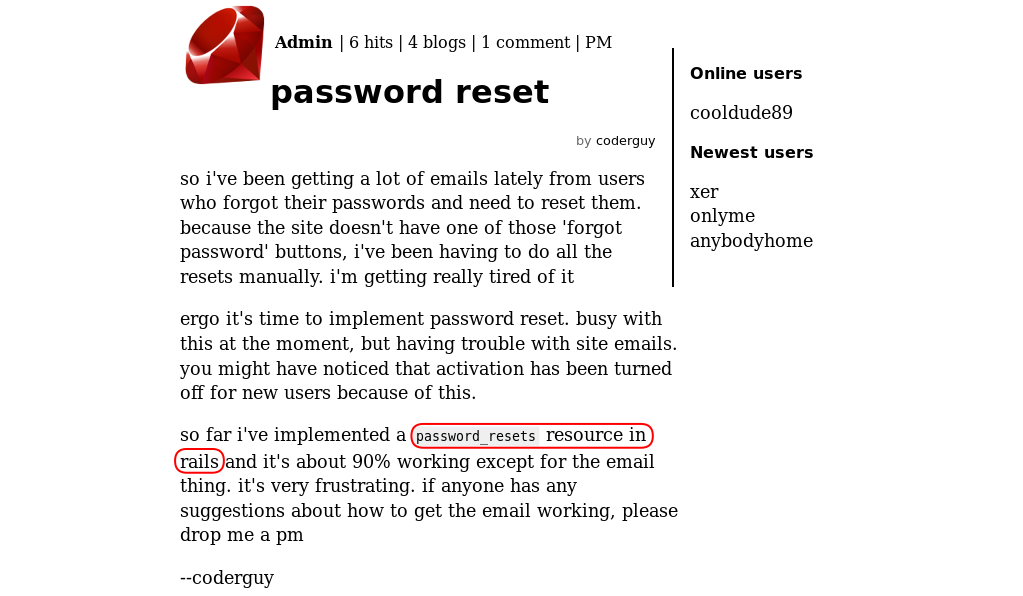 Admin | 6 hits | 4 blogs | 1 comment | PM
password reset
by coderguy
so i've been getting a lot of emails lately from users
who forgot their passwords and need to reset them.
because the site doesn't have one of those 'forgot
password' buttons, i've been having to do all the
resets manually. i'm getting really tired of it
ergo it's time to implement password reset. busy with
this at the moment, but having trouble with site emails.
you might have noticed that activation has been turned
off for new users because of this.
so far i've implemented a password_resets resource in
rails and it's about 90% working except for the email
thing. it's very frustrating. if anyone has any
suggestions about how to get the email working, please
drop me a pm
--coderguy
Online users
cooldude89
Newest users
xer
onlyme
anybodyhome